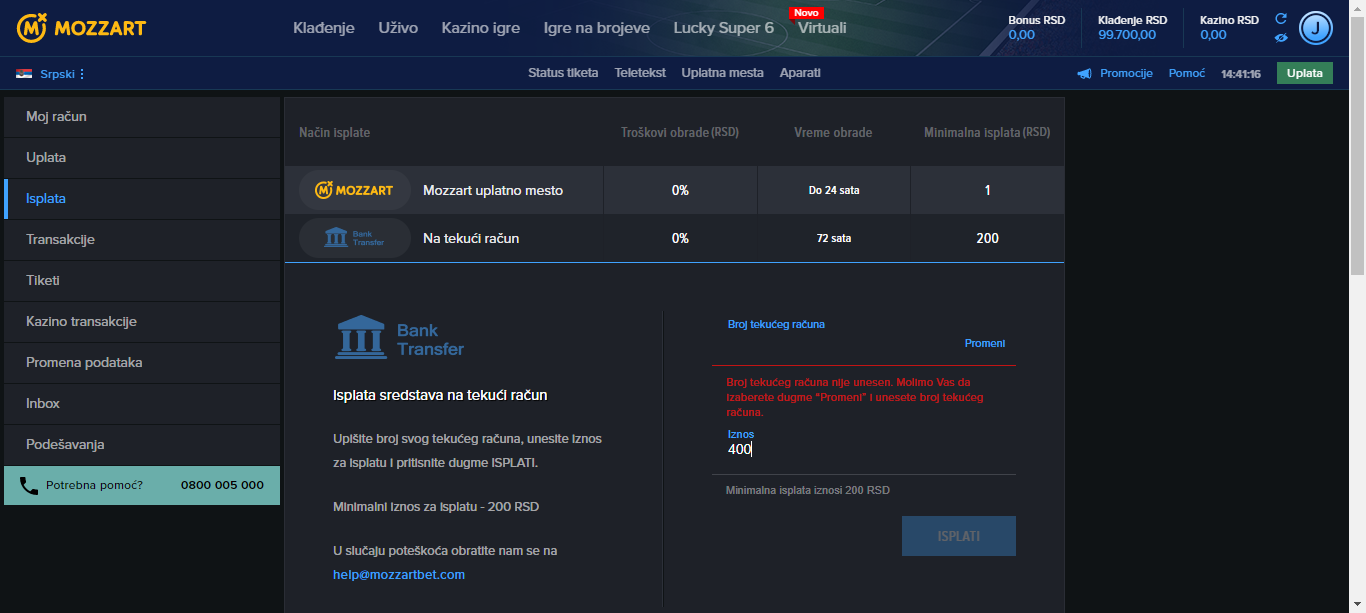 MOZZART
Klađenje Uživo Kazino igre Igre na brojeve Lucky Super 6 Virtuali
Novo
Bonus RSD Klađenje RSD Kazino RSD
0,00 99.700,00 0,00
J
Srpski
Status tiketa Teletekst Uplatna mesta Aparati
Promocije Pomoć 14:41:16 Uplata
Moj račun
Uplata
Isplata
Transakcije
Tiketi
Kazino transakcije
Promena podataka
Inbox
Podešavanja
Potrebna pomoć? 0800 005 000
Način isplate Troškovi obrade (RSD) Vreme obrade Minimalna isplata (RSD)
MOZZART Mozzart uplatno mesto 0% Do 24 sata 1
Bank
Transfer
Na tekući račun 0% 72 sata 200
Bank
Transfer
Isplata sredstava na tekući račun
Upišite broj svog tekućeg računa, unesite iznos
za isplatu i pritisnite dugme ISPLATI.
Minimalni iznos za isplatu - 200 RSD
U slučaju poteškoća obratite nam se na
help@mozzartbet.com
Broj tekućeg računa
Promeni
Broj tekućeg računa nije unesen. Molimo Vas da
izaberete dugme “Promeni” i unesete broj tekućeg
računa.
Iznos
400
Minimalna isplata iznosi 200 RSD
ISPLATI